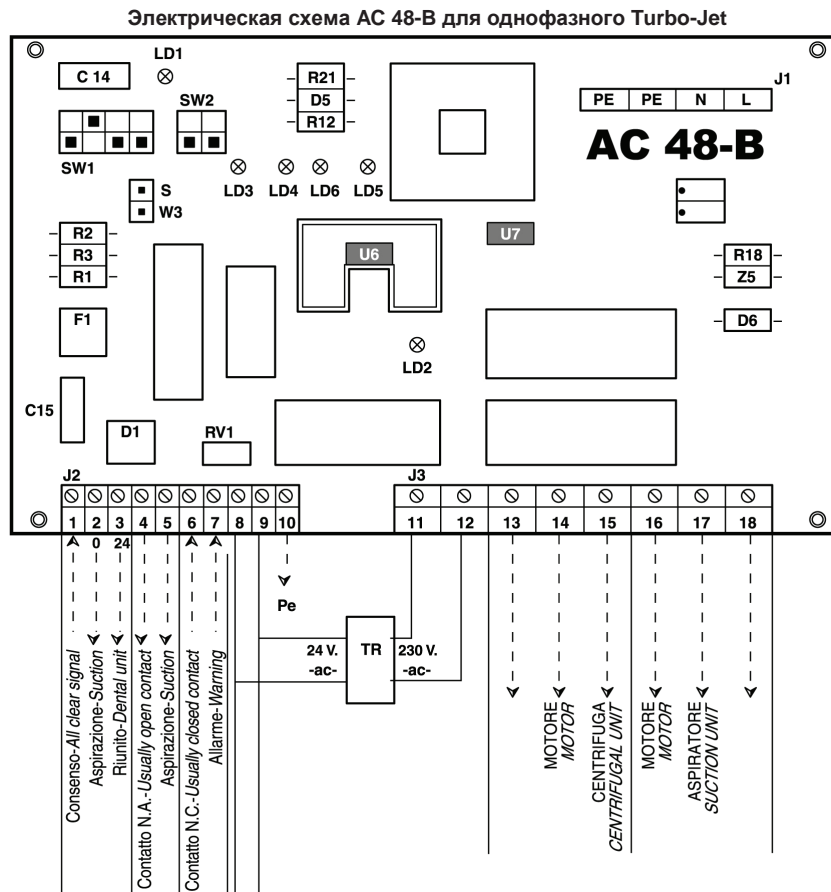 Электрическая схема AC 48-B для однофазного Turbo-Jet
LD1
C 14
R21
D5
R12
J1
PE PE N L
AC 48-B
SW2
SW1
LD3 LD4 LD6 LD5
S
W3
R2
R3
R1
U6
U7
R18
Z5
D6
F1
LD2
C15
D1
RV1
J2
J3
1 2 3 4 5 6 7 8 9 10
11 12 13 14 15 16 17 18
0 24
Pe
24 V.
-ac-
TR
230 V.
-ac-
Consenso-All clear signal
Aspirazione-Suction
Riunito-Dental unit
Contatto N.A.-Usually open contact
Aspirazione-Suction
Contatto N.C.-Usually closed contact
Allarme-Warning
MOTORE
MOTOR
CENTRIFUGA
CENTRIFUGAL UNIT
MOTORE
MOTOR
ASPIRATORE
SUCTION UNIT